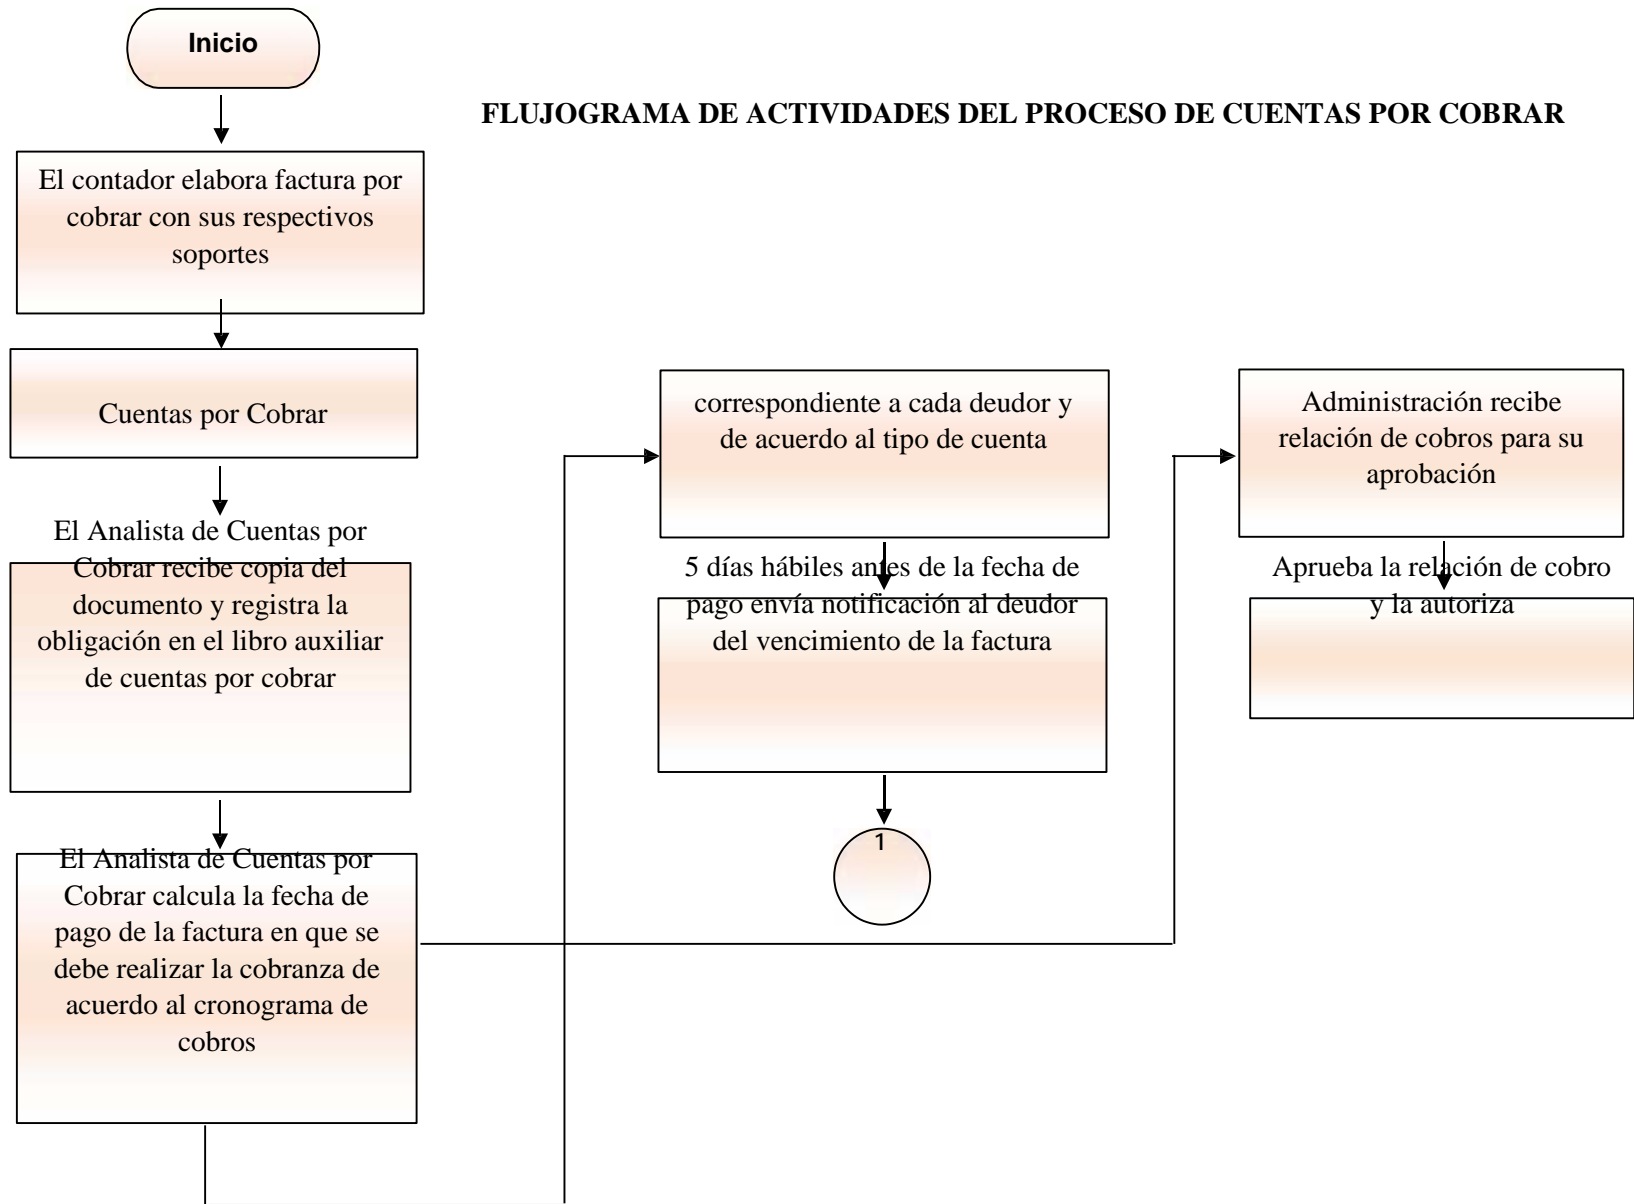 Inicio
FLUJOGRAMA DE ACTIVIDADES DEL PROCESO DE CUENTAS POR COBRAR
El contador elabora factura por
cobrar con sus respectivos
soportes
Cuentas por Cobrar
El Analista de Cuentas por
Cobrar recibe copia del
documento y registra la
obligación en el libro auxiliar
de cuentas por cobrar
El Analista de Cuentas por
Cobrar calcula la fecha de
pago de la factura en que se
debe realizar la cobranza de
acuerdo al cronograma de
cobros
correspondiente a cada deudor y
de acuerdo al tipo de cuenta
5 días hábiles antes de la fecha de
pago envía notificación al deudor
del vencimiento de la factura
1
Administración recibe
relación de cobros para su
aprobación
Aprueba la relación de cobro
y la autoriza